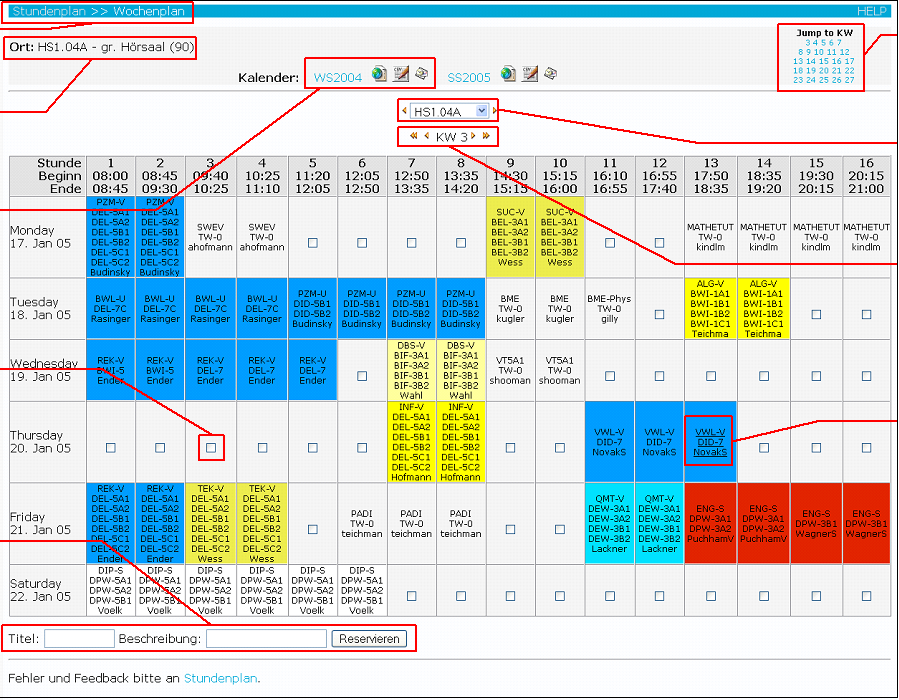 Stundenplan >> Wochenplan HELP
Ort: HS1.04A - gr. Hörsaal (90)
Jump to KW
3 4 5 6 7
8 9 10 11 12
13 14 15 16 17
18 19 20 21 22
23 24 25 26 27
Kalender: WS2004 SS2005
HS1.04A
KW 3
Stunde 1 2 3 4 5 6 7 8 9 10 11 12 13 14 15 16
Beginn 08:00 08:45 09:40 10:25 11:20 12:05 12:50 13:35 14:30 15:15 16:10 16:55 17:50 18:35 19:30 20:15
Ende 08:45 09:30 10:25 11:10 12:05 12:50 13:35 14:20 15:15 16:00 16:55 17:40 18:35 19:20 20:15 21:00
Monday
17. Jan 05
PZM-V
DEL-5A1
DEL-5A2
DEL-5B1
DEL-5B2
DEL-5C1
DEL-5C2
Budinsky
PZM-V
DEL-5A1
DEL-5A2
DEL-5B1
DEL-5B2
DEL-5C1
DEL-5C2
Budinsky
SWEV
TW-0
ahofmann
SWEV
TW-0
ahofmann
SUC-V
BEL-3A1
BEL-3A2
BEL-3B1
BEL-3B2
Wess
SUC-V
BEL-3A1
BEL-3A2
BEL-3B1
BEL-3B2
Wess
MATHETUT
TW-0
kindlm
MATHETUT
TW-0
kindlm
MATHETUT
TW-0
kindlm
MATHETUT
TW-0
kindlm
Tuesday
18. Jan 05
BWL-U
DEL-7C
Rasinger
BWL-U
DEL-7C
Rasinger
BWL-U
DEL-7C
Rasinger
BWL-U
DEL-7C
Rasinger
PZM-U
DID-5B1
DID-5B2
Budinsky
PZM-U
DID-5B1
DID-5B2
Budinsky
PZM-U
DID-5B1
DID-5B2
Budinsky
PZM-U
DID-5B1
DID-5B2
Budinsky
BME
TW-0
kugler
BME
TW-0
kugler
BME-Phys
TW-0
gilly
ALG-V
BWI-1A1
BWI-1B1
BWI-1B2
BWI-1C1
Teichma
ALG-V
BWI-1A1
BWI-1B1
BWI-1B2
BWI-1C1
Teichma
Wednesday
19. Jan 05
REK-V
BWI-5
Ender
REK-V
BWI-5
Ender
REK-V
DEL-7
Ender
REK-V
DEL-7
Ender
REK-V
DEL-7
Ender
DBS-V
BIF-3A1
BIF-3A2
BIF-3B1
BIF-3B2
Wahl
DBS-V
BIF-3A1
BIF-3A2
BIF-3B1
BIF-3B2
Wahl
VT5A1
TW-0
shooman
VT5A1
TW-0
shooman
Thursday
20. Jan 05
INF-V
DEL-5A1
DEL-5A2
DEL-5B1
DEL-5B2
DEL-5C1
DEL-5C2
Hofmann
INF-V
DEL-5A1
DEL-5A2
DEL-5B1
DEL-5B2
DEL-5C1
DEL-5C2
Hofmann
VWL-V
DID-7
NovakS
VWL-V
DID-7
NovakS
VWL-V
DID-7
NovakS
Friday
21. Jan 05
REK-V
DEL-5A1
DEL-5A2
DEL-5B1
DEL-5B2
DEL-5C1
DEL-5C2
Ender
REK-V
DEL-5A1
DEL-5A2
DEL-5B1
DEL-5B2
DEL-5C1
DEL-5C2
Ender
TEK-V
DEL-5A1
DEL-5A2
DEL-5B1
DEL-5B2
DEL-5C1
DEL-5C2
Wess
TEK-V
DEL-5A1
DEL-5A2
DEL-5B1
DEL-5B2
DEL-5C1
DEL-5C2
Wess
PADI
TW-0
teichman
PADI
TW-0
teichman
PADI
TW-0
teichman
QMT-V
DEW-3A1
DEW-3A2
DEW-3B1
DEW-3B2
Lackner
QMT-V
DEW-3A1
DEW-3A2
DEW-3B1
DEW-3B2
Lackner
ENG-S
DPW-3A1
DPW-3A2
PuchhamV
ENG-S
DPW-3A1
DPW-3A2
PuchhamV
ENG-S
DPW-3B1
WagnerS
ENG-S
DPW-3B1
WagnerS
Saturday
22. Jan 05
DIP-S
DPW-5A1
DPW-5A2
DPW-5B1
Voelk
DIP-S
DPW-5A1
DPW-5A2
DPW-5B1
Voelk
DIP-S
DPW-5A1
DPW-5A2
DPW-5B1
Voelk
DIP-S
DPW-5A1
DPW-5A2
DPW-5B1
Voelk
DIP-S
DPW-5A1
DPW-5A2
DPW-5B1
Voelk
DIP-S
DPW-5A1
DPW-5A2
DPW-5B1
Voelk
Titel: Beschreibung: Reservieren
Fehler und Feedback bitte an Stundenplan.